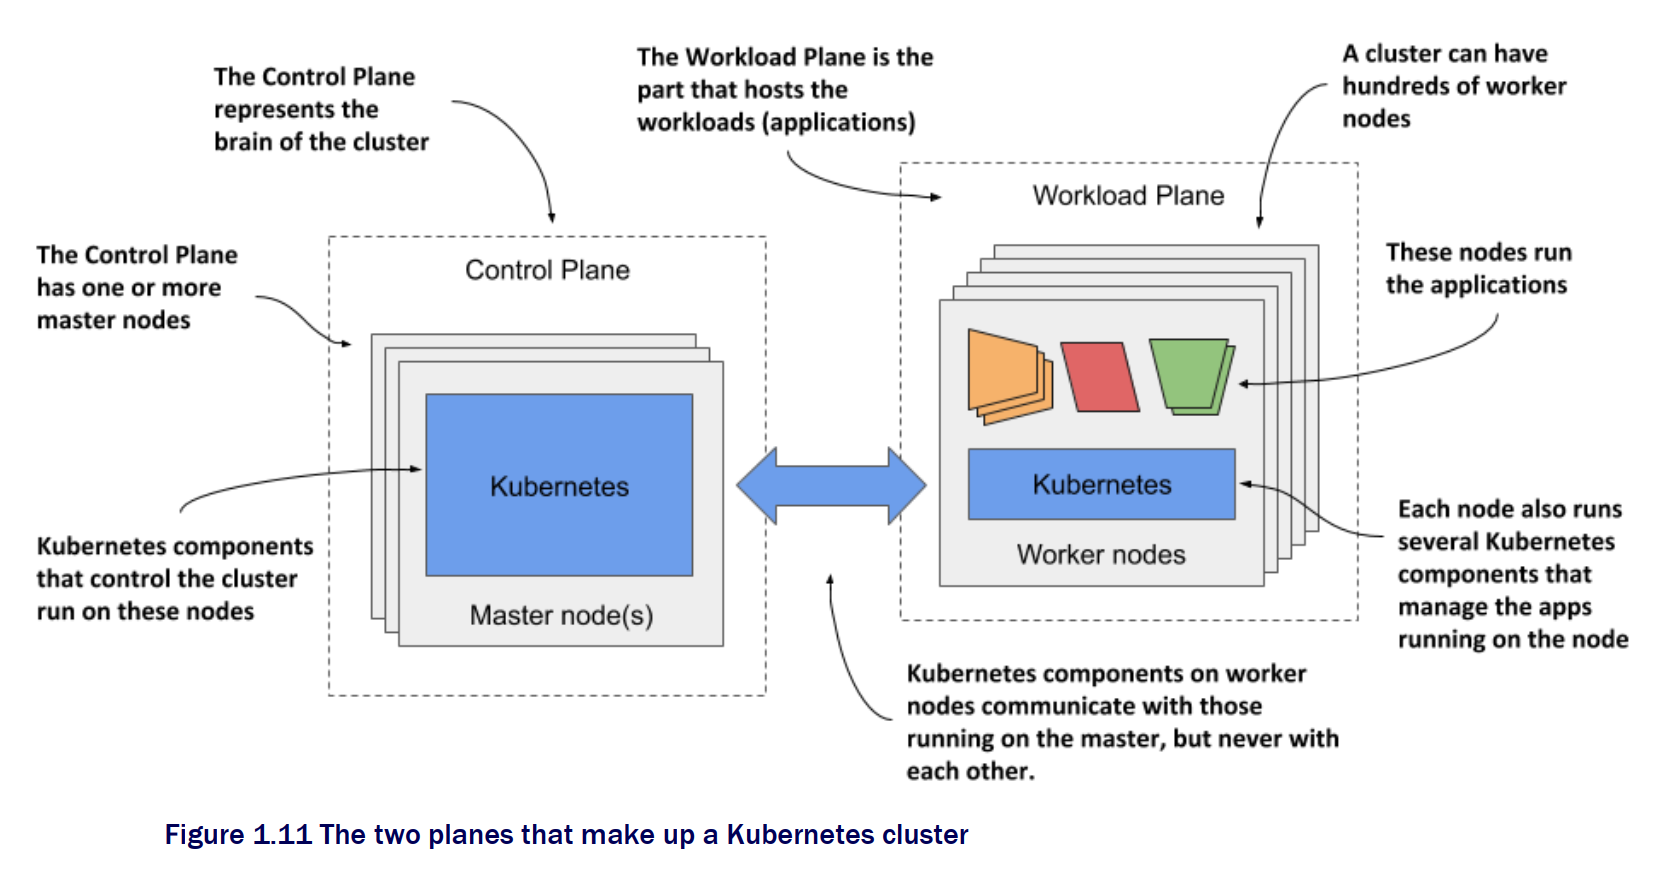 The Control Plane
represents the
brain of the cluster
The Workload Plane is the
part that hosts the
workloads (applications)
A cluster can have
hundreds of worker
nodes
The Control Plane
has one or more
master nodes
Control Plane
Workload Plane
These nodes run
the applications
Kubernetes
Master node(s)
Kubernetes
Worker nodes
Kubernetes components
that control the cluster
run on these nodes
Each node also runs
several Kubernetes
components that
manage the apps
running on the node
Kubernetes components on worker
nodes communicate with those
running on the master, but never with
each other.
Figure 1.11 The two planes that make up a Kubernetes cluster